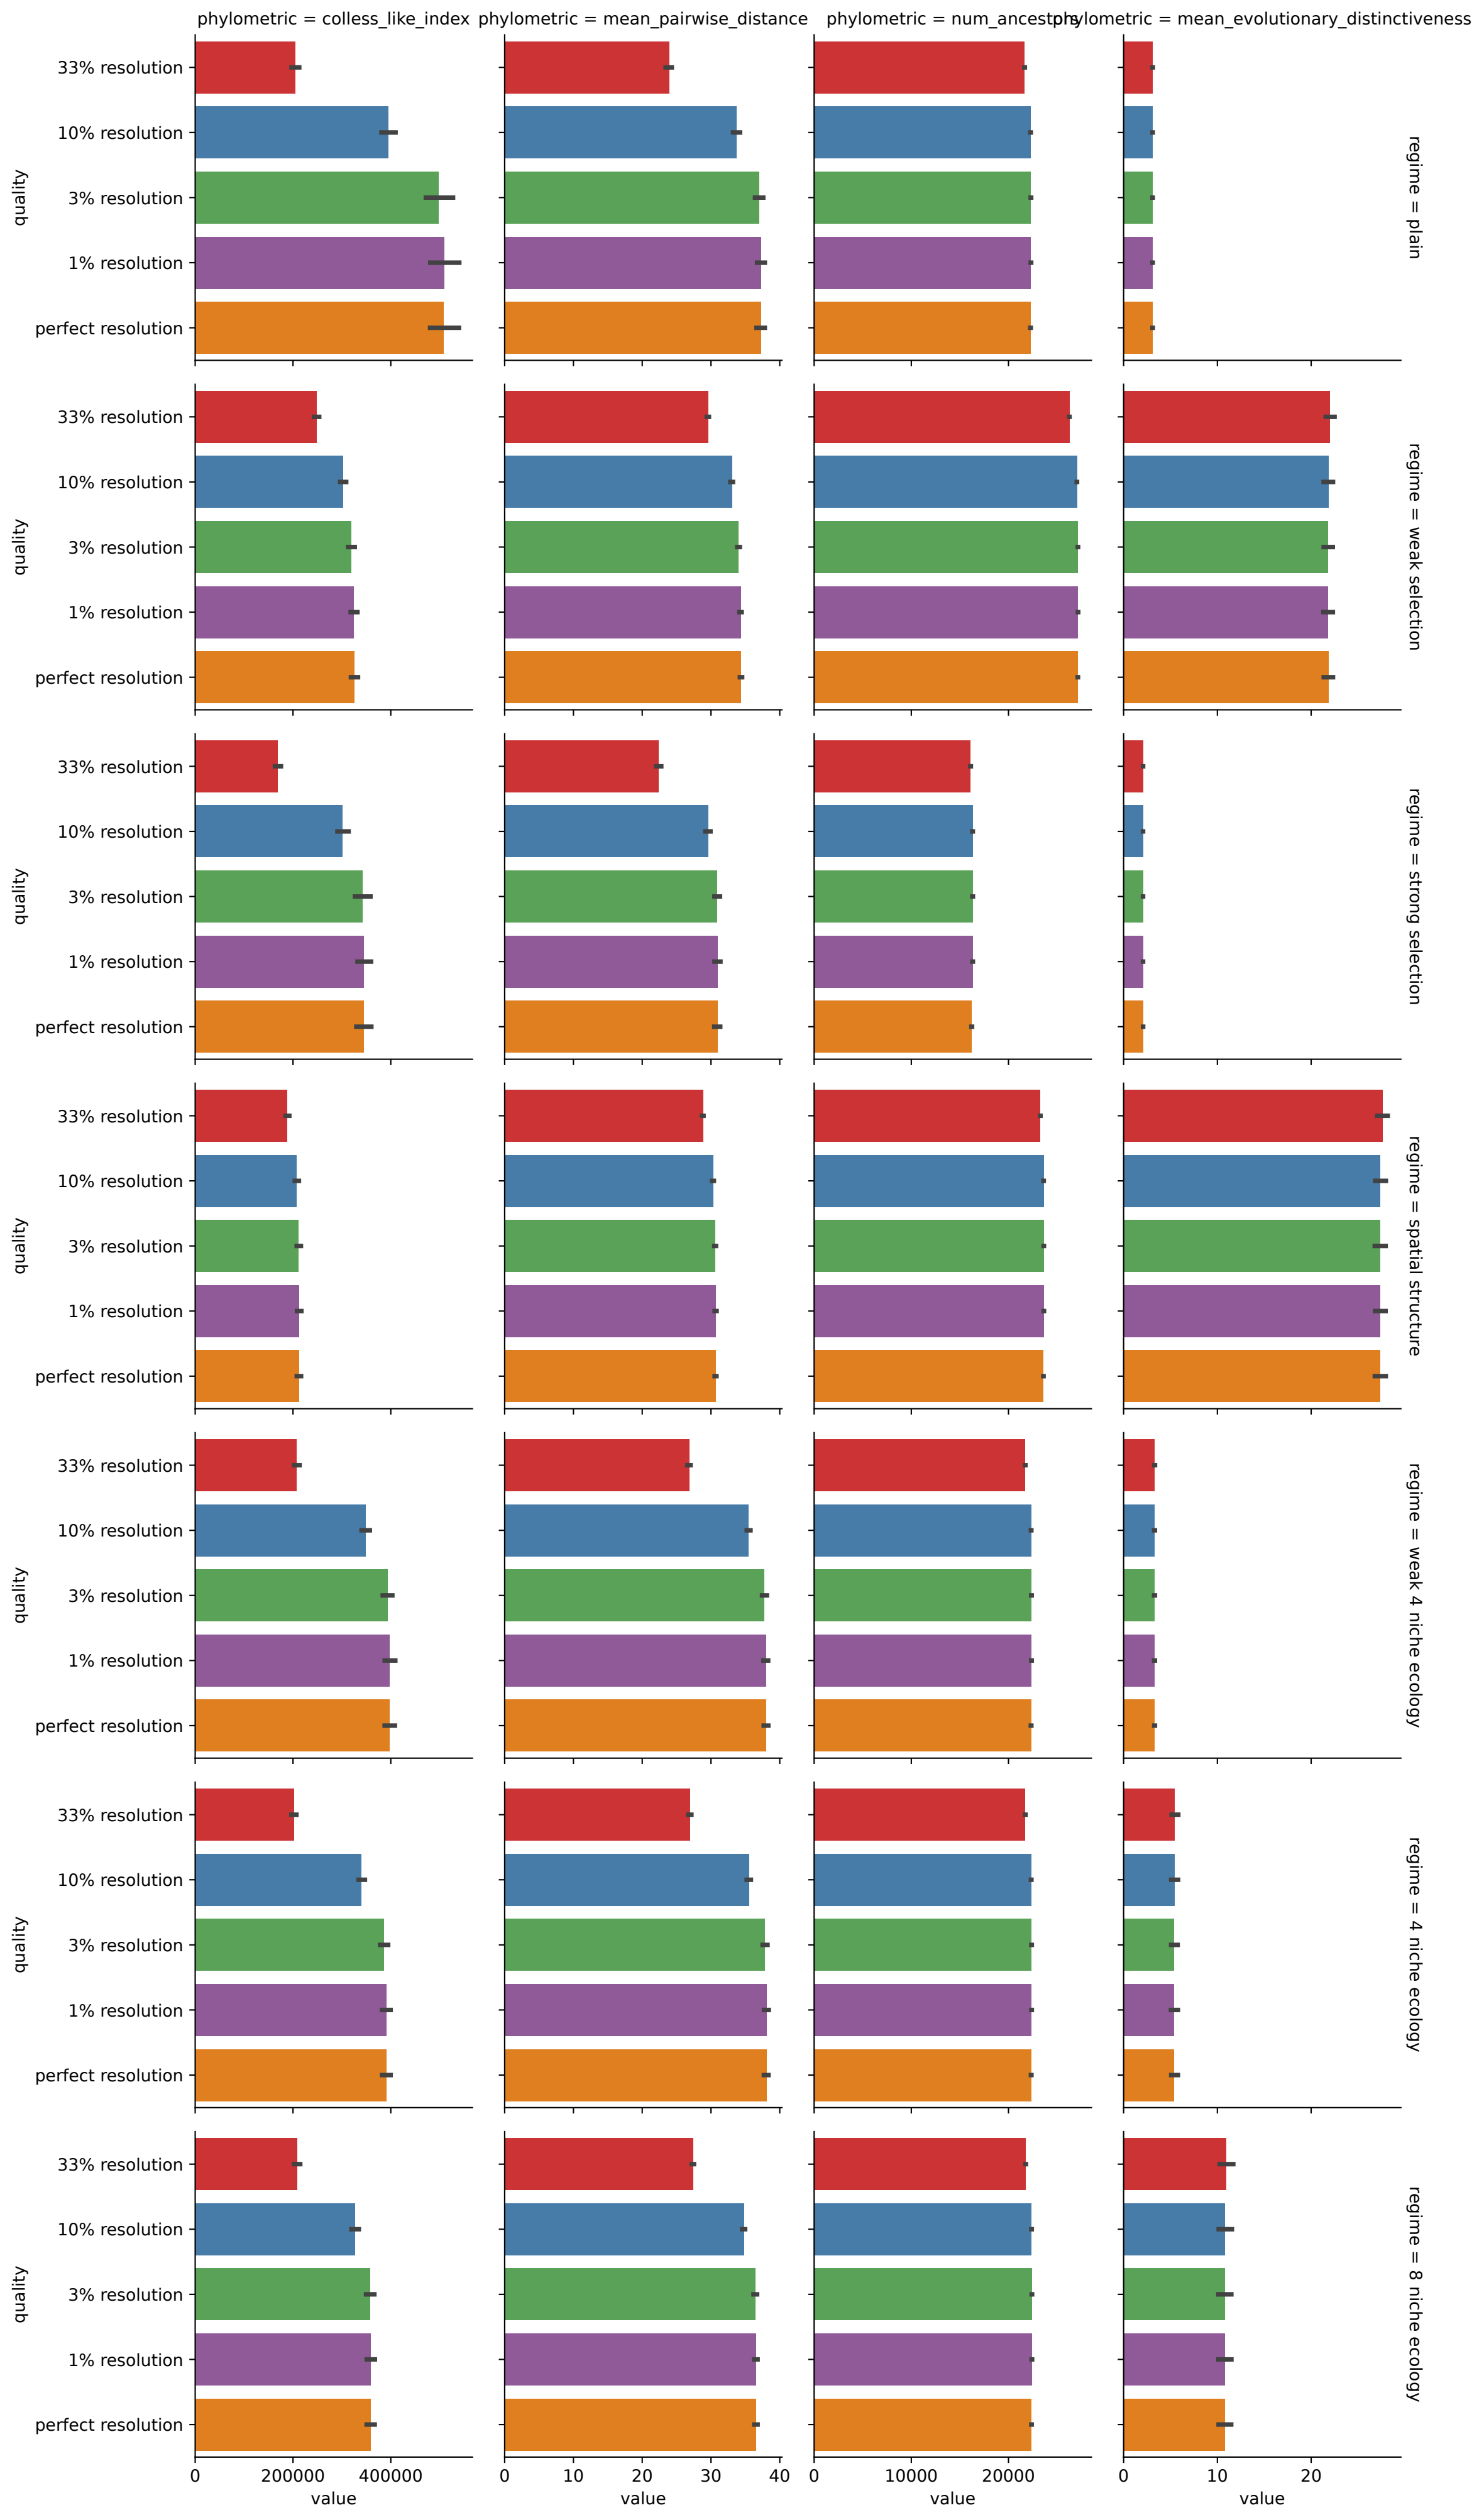 phylometric = colless_like_index
phylometric = mean_pairwise_distance
phylometric = num_ancestors
phylometric = mean_evolutionary_distinctiveness
quality
33% resolution
10% resolution
3% resolution
1% resolution
perfect resolution
regime = plain
quality
33% resolution
10% resolution
3% resolution
1% resolution
perfect resolution
regime = weak selection
quality
33% resolution
10% resolution
3% resolution
1% resolution
perfect resolution
regime = strong selection
quality
33% resolution
10% resolution
3% resolution
1% resolution
perfect resolution
regime = spatial structure
quality
33% resolution
10% resolution
3% resolution
1% resolution
perfect resolution
regime = weak 4 niche ecology
quality
33% resolution
10% resolution
3% resolution
1% resolution
perfect resolution
regime = 4 niche ecology
quality
33% resolution
10% resolution
3% resolution
1% resolution
perfect resolution
regime = 8 niche ecology
0 200000 400000
0 10 20 30 40
0 10000 20000
0 10 20
value
value
value
value